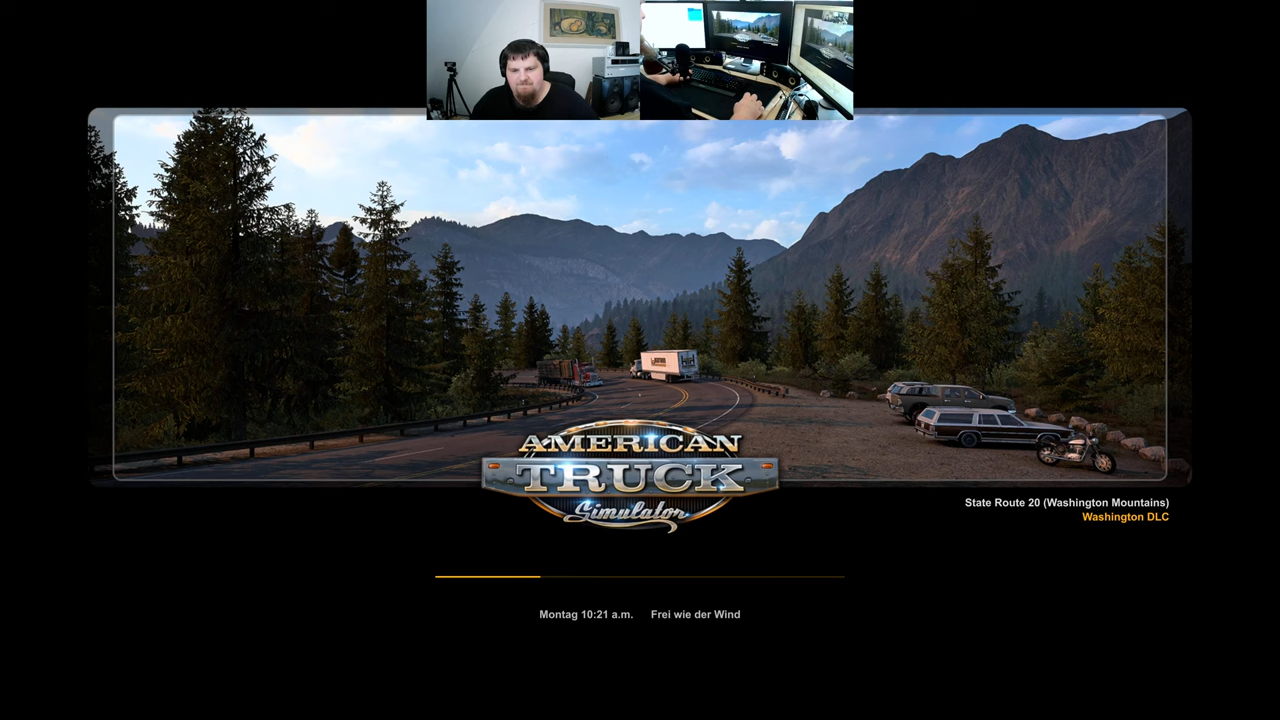 AMERICAN
TRUCK
Simulator
State Route 20 (Washington Mountains)
Washington DLC
Montag 10:21 a.m. Frei wie der Wind